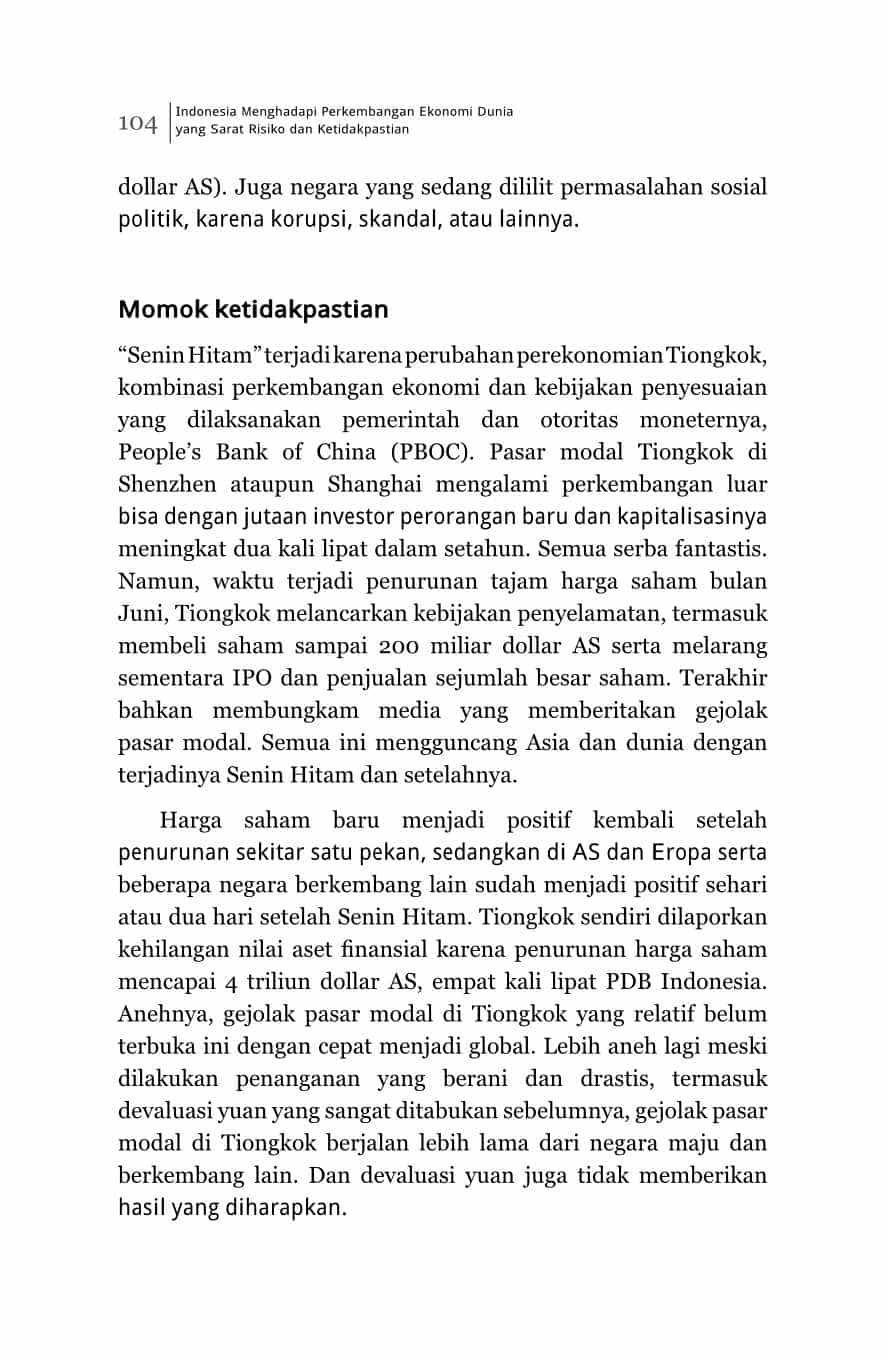 104
Indonesia Menghadapi Perkembangan Ekonomi Dunia
yang Sarat Risiko dan Ketidakpastian
dollar AS). Juga negara yang sedang dililit permasalahan sosial
politik, karena korupsi, skandal, atau lainnya.
Momok ketidakpastian
“Senin Hitam” terjadi karena perubahan perekonomian Tiongkok,
kombinasi perkembangan ekonomi dan kebijakan penyesuaian
yang dilaksanakan pemerintah dan otoritas moneternya,
People’s Bank of China (PBOC). Pasar modal Tiongkok di
Shenzhen ataupun Shanghai mengalami perkembangan luar
bisa dengan jutaan investor perorangan baru dan kapitalisasinya
meningkat dua kali lipat dalam setahun. Semua serba fantastis.
Namun, waktu terjadi penurunan tajam harga saham bulan
Juni, Tiongkok melancarkan kebijakan penyelamatan, termasuk
membeli saham sampai 200 miliar dollar AS serta melarang
sementara IPO dan penjualan sejumlah besar saham. Terakhir
bahkan membungkam media yang memberitakan gejolak
pasar modal. Semua ini mengguncang Asia dan dunia dengan
terjadinya Senin Hitam dan setelahnya.
Harga saham baru menjadi positif kembali setelah
penurunan sekitar satu pekan, sedangkan di AS dan Eropa serta
beberapa negara berkembang lain sudah menjadi positif sehari
atau dua hari setelah Senin Hitam. Tiongkok sendiri dilaporkan
kehilangan nilai aset finansial karena penurunan harga saham
mencapai 4 triliun dollar AS, empat kali lipat PDB Indonesia.
Anehnya, gejolak pasar modal di Tiongkok yang relatif belum
terbuka ini dengan cepat menjadi global. Lebih aneh lagi meski
dilakukan penanganan yang berani dan drastis, termasuk
devaluasi yuan yang sangat ditabukan sebelumnya, gejolak pasar
modal di Tiongkok berjalan lebih lama dari negara maju dan
berkembang lain. Dan devaluasi yuan juga tidak memberikan
hasil yang diharapkan.